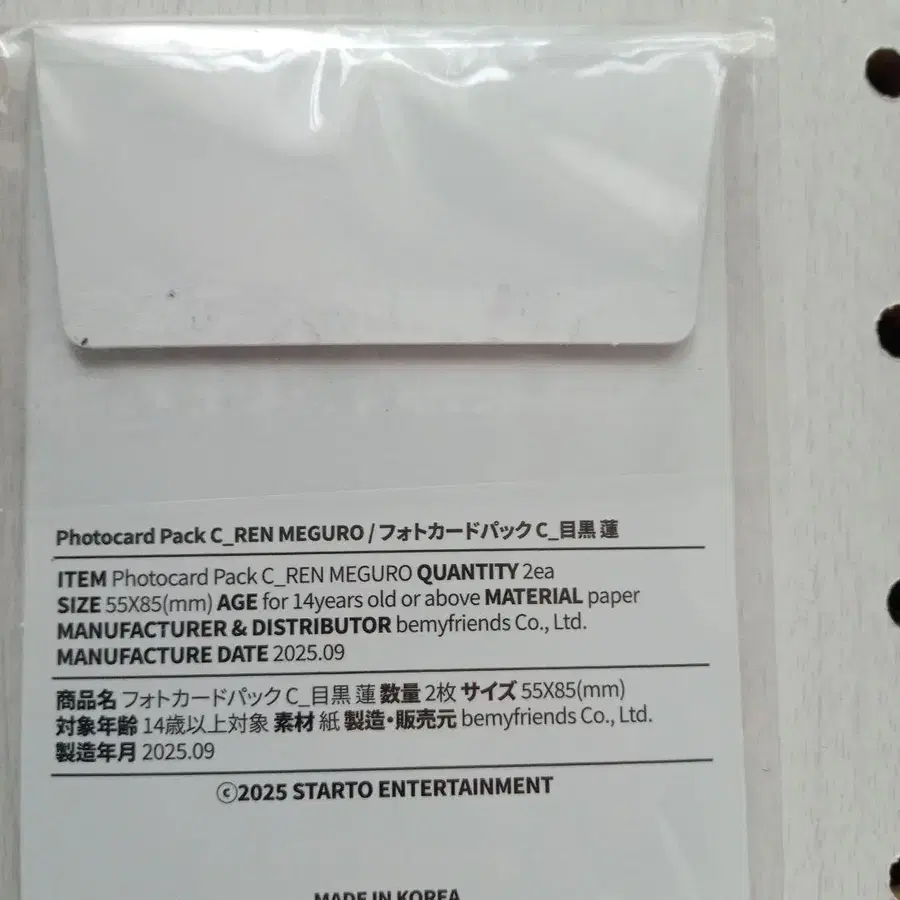 Photocard Pack C_REN MEGURO / フォトカードパック C_目黒 蓮
ITEM Photocard Pack C_REN MEGURO QUANTITY 2ea
SIZE 55X85(mm) AGE for 14years old or above MATERIAL paper
MANUFACTURER & DISTRIBUTOR bemyfriends Co., Ltd.
MANUFACTURE DATE 2025.09
商品名 フォトカードパック C_目黒 蓮 数量 2枚 サイズ 55X85(mm)
対象年齢 14歳以上対象 素材 紙 製造・販売元 bemyfriends Co., Ltd.
製造年月 2025.09
ⓒ2025 STARTO ENTERTAINMENT
MADE IN KOREA